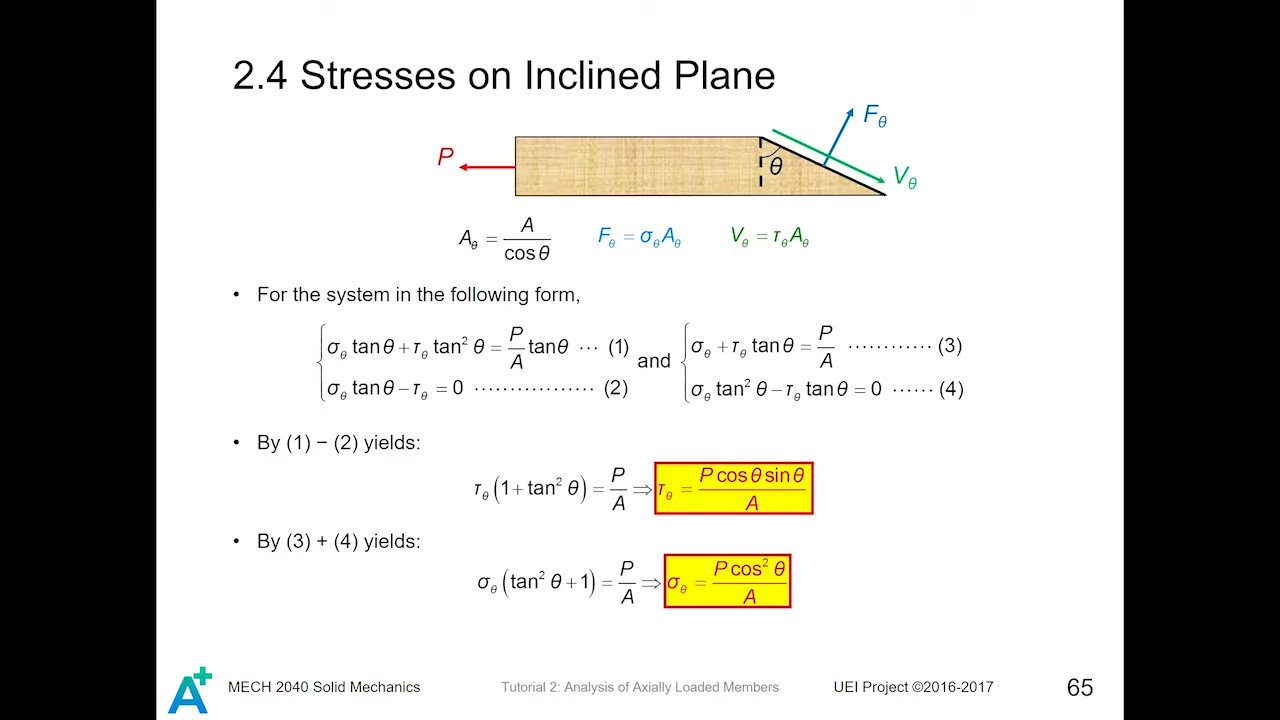 2.4 Stresses on Inclined Plane
P
θ
F_θ
V_θ
A_θ = A / cos θ
F_θ = σ_θ A_θ
V_θ = τ_θ A_θ
• For the system in the following form,
σ_θ tan θ + τ_θ tan² θ = P/A tan θ ··· (1)
σ_θ tan θ − τ_θ = 0 ················· (2)
and
σ_θ + τ_θ tan θ = P/A ············ (3)
σ_θ tan² θ − τ_θ tan θ = 0 ······ (4)
• By (1) − (2) yields:
τ_θ (1 + tan² θ) = P/A ⇒ τ_θ = P cos θ sin θ / A
• By (3) + (4) yields:
σ_θ (tan² θ + 1) = P/A ⇒ σ_θ = P cos² θ / A
A+
MECH 2040 Solid Mechanics
Tutorial 2: Analysis of Axially Loaded Members
UEI Project ©2016-2017
65